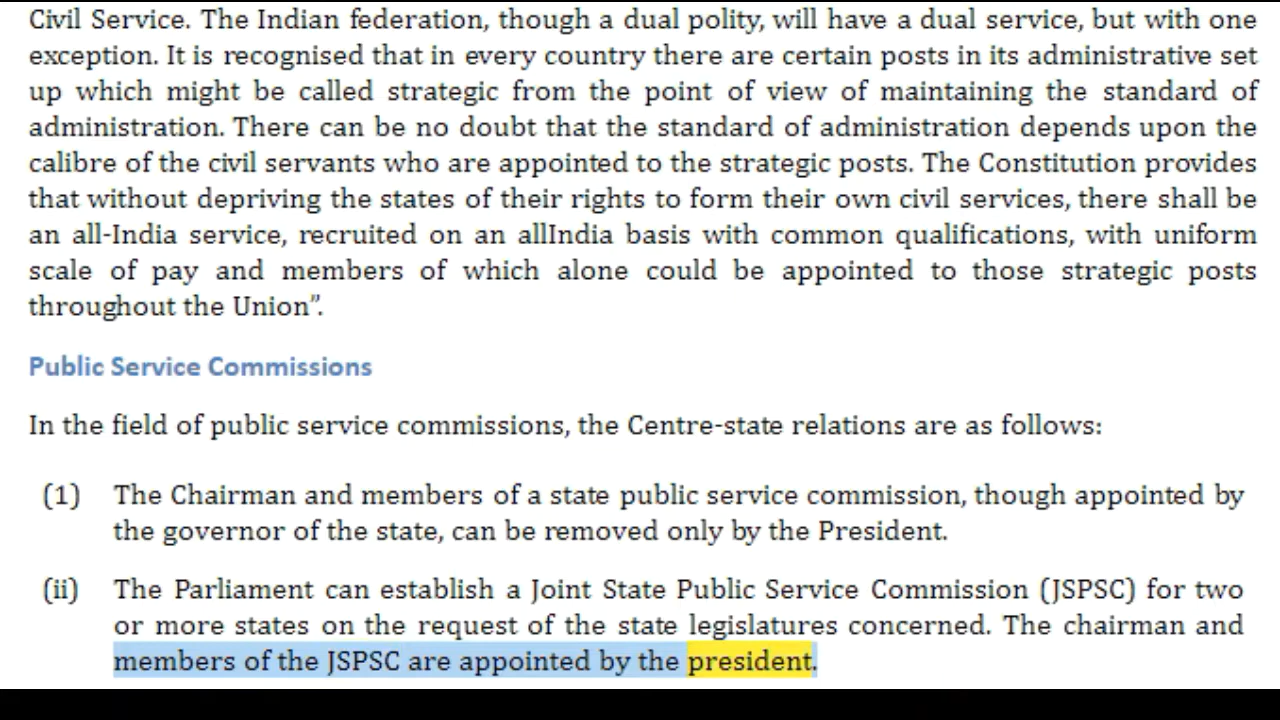 Civil Service. The Indian federation, though a dual polity, will have a dual service, but with one
exception. It is recognised that in every country there are certain posts in its administrative set
up which might be called strategic from the point of view of maintaining the standard of
administration. There can be no doubt that the standard of administration depends upon the
calibre of the civil servants who are appointed to the strategic posts. The Constitution provides
that without depriving the states of their rights to form their own civil services, there shall be
an all-India service, recruited on an allIndia basis with common qualifications, with uniform
scale of pay and members of which alone could be appointed to those strategic posts
throughout the Union”.
Public Service Commissions
In the field of public service commissions, the Centre-state relations are as follows:
(1) The Chairman and members of a state public service commission, though appointed by
the governor of the state, can be removed only by the President.
(ii) The Parliament can establish a Joint State Public Service Commission (JSPSC) for two
or more states on the request of the state legislatures concerned. The chairman and
members of the JSPSC are appointed by the president.